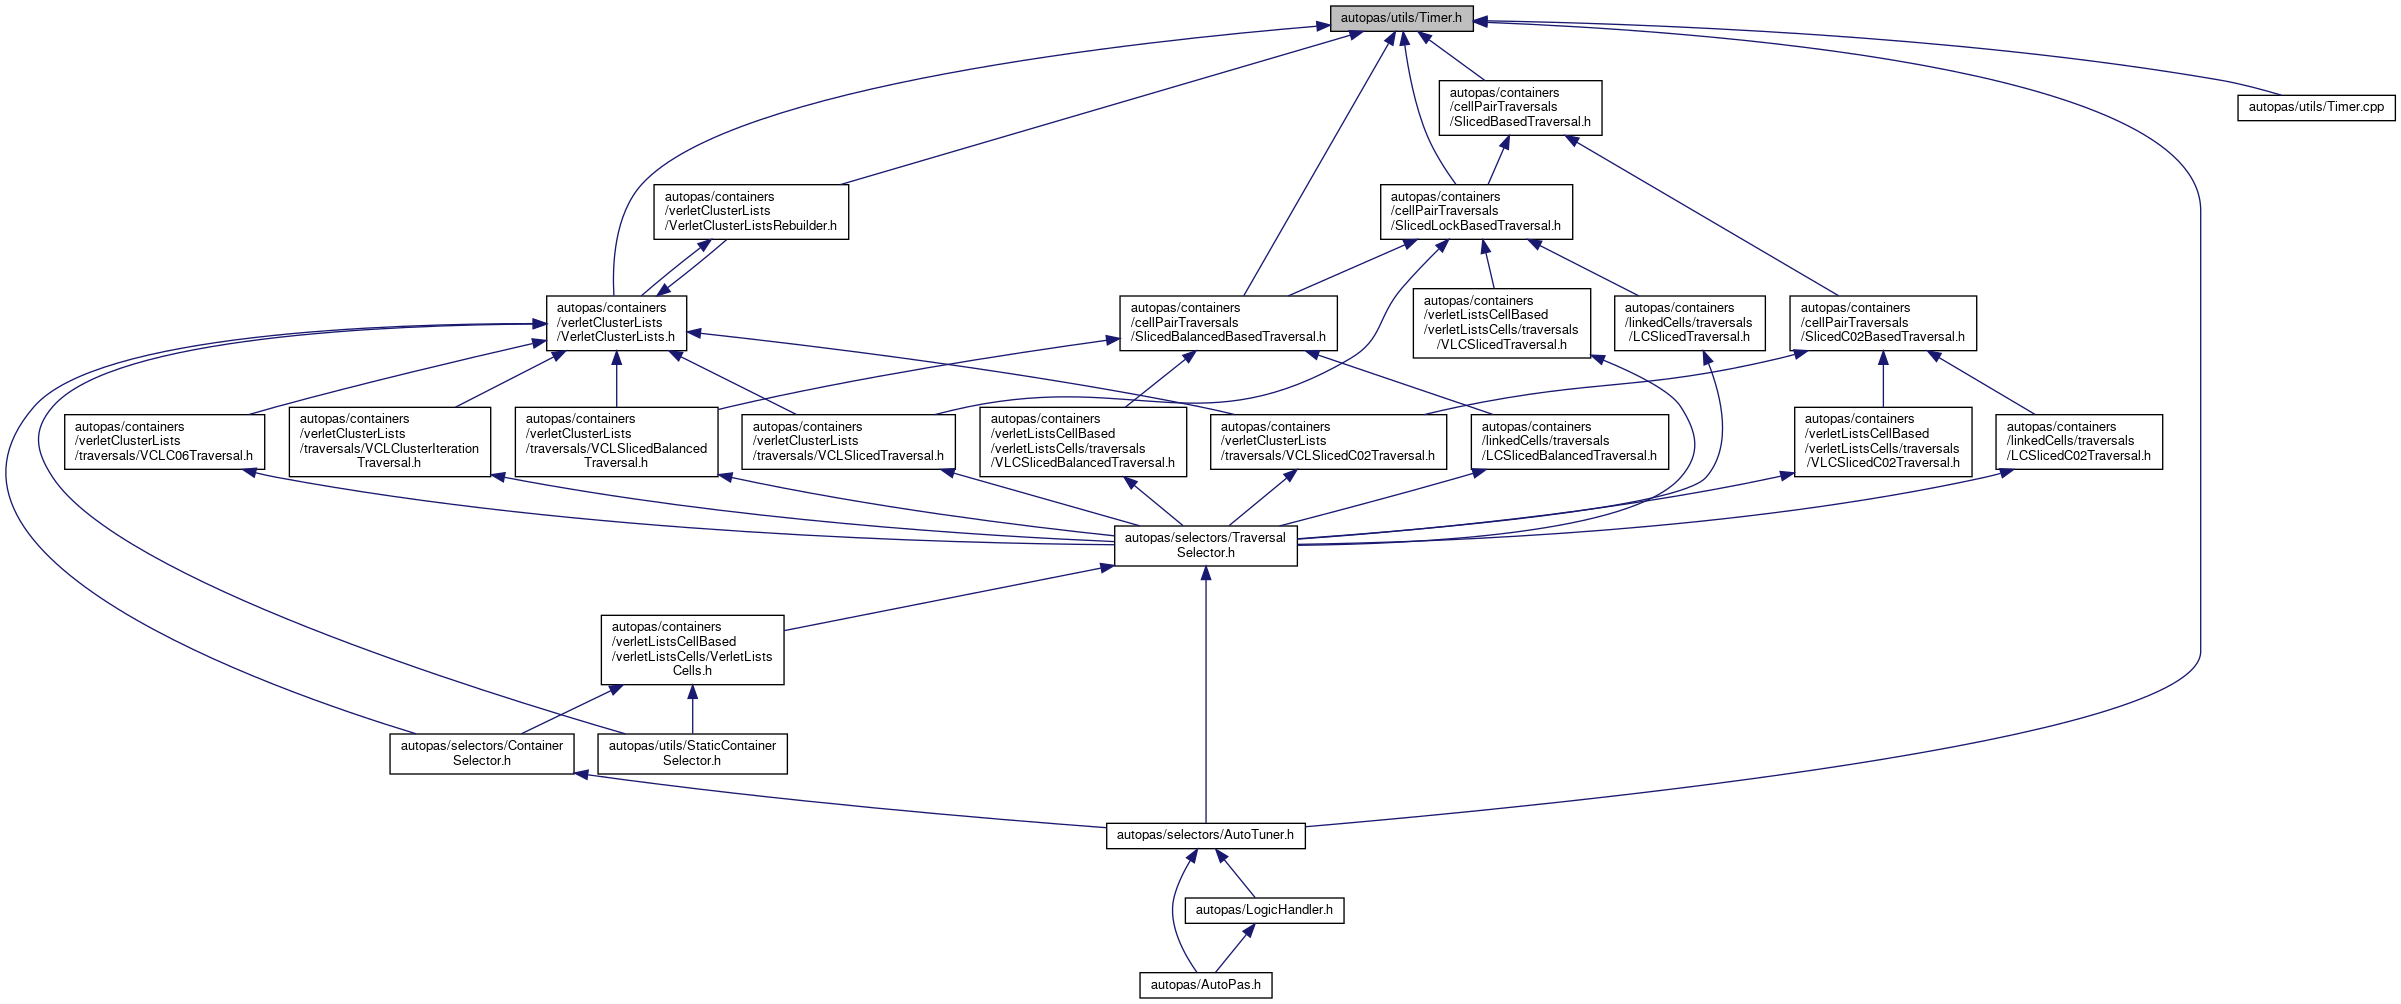 autopas/utils/Timer.h
autopas/containers
/cellPairTraversals
/SlicedBasedTraversal.h
autopas/utils/Timer.cpp
autopas/containers
/verletClusterLists
/VerletClusterListsRebuilder.h
autopas/containers
/cellPairTraversals
/SlicedLockBasedTraversal.h
autopas/containers
/verletClusterLists
/VerletClusterLists.h
autopas/containers
/cellPairTraversals
/SlicedBalancedBasedTraversal.h
autopas/containers
/verletListsCellBased
/verletListsCells/traversals
/VLCSlicedTraversal.h
autopas/containers
/linkedCells/traversals
/LCSlicedTraversal.h
autopas/containers
/cellPairTraversals
/SlicedC02BasedTraversal.h
autopas/containers
/verletClusterLists
/traversals/VCLC06Traversal.h
autopas/containers
/verletClusterLists
/traversals/VCLClusterIteration
Traversal.h
autopas/containers
/verletClusterLists
/traversals/VCLSlicedBalanced
Traversal.h
autopas/containers
/verletClusterLists
/traversals/VCLSlicedTraversal.h
autopas/containers
/verletListsCellBased
/verletListsCells/traversals
/VLCSlicedBalancedTraversal.h
autopas/containers
/verletClusterLists
/traversals/VCLSlicedC02Traversal.h
autopas/containers
/linkedCells/traversals
/LCSlicedBalancedTraversal.h
autopas/containers
/verletListsCellBased
/verletListsCells/traversals
/VLCSlicedC02Traversal.h
autopas/containers
/linkedCells/traversals
/LCSlicedC02Traversal.h
autopas/selectors/Traversal
Selector.h
autopas/containers
/verletListsCellBased
/verletListsCells/VerletLists
Cells.h
autopas/selectors/Container
Selector.h
autopas/utils/StaticContainer
Selector.h
autopas/selectors/AutoTuner.h
autopas/LogicHandler.h
autopas/AutoPas.h